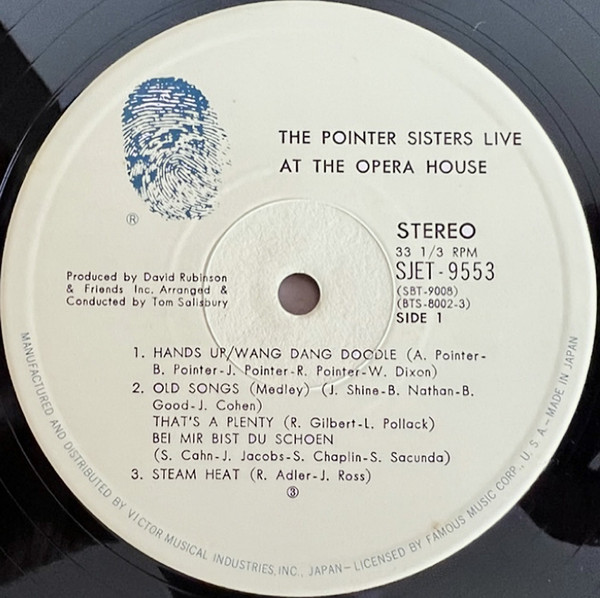 THE POINTER SISTERS LIVE
AT THE OPERA HOUSE
®
STEREO
33 1/3 RPM
SJET-9553
(SBT-9008)
(BTS-8002-3)
SIDE 1
Produced by David Rubinson
& Friends Inc. Arranged &
Conducted by Tom Salisbury
1. HANDS UP/WANG DANG DOODLE (A. Pointer-
B. Pointer-J. Pointer-R. Pointer-W. Dixon)
2. OLD SONGS (Medley) (J. Shine-B. Nathan-B.
Good-J. Cohen)
THAT'S A PLENTY (R. Gilbert-L. Pollack)
BEI MIR BIST DU SCHOEN
(S. Cahn-J. Jacobs-S. Chaplin-S. Sacunda)
3. STEAM HEAT (R. Adler-J. Ross)
③
MANUFACTURED AND DISTRIBUTED BY VICTOR MUSICAL INDUSTRIES, INC., JAPAN-LICENSED BY FAMOUS MUSIC CORP., U.S.A.-MADE IN JAPAN